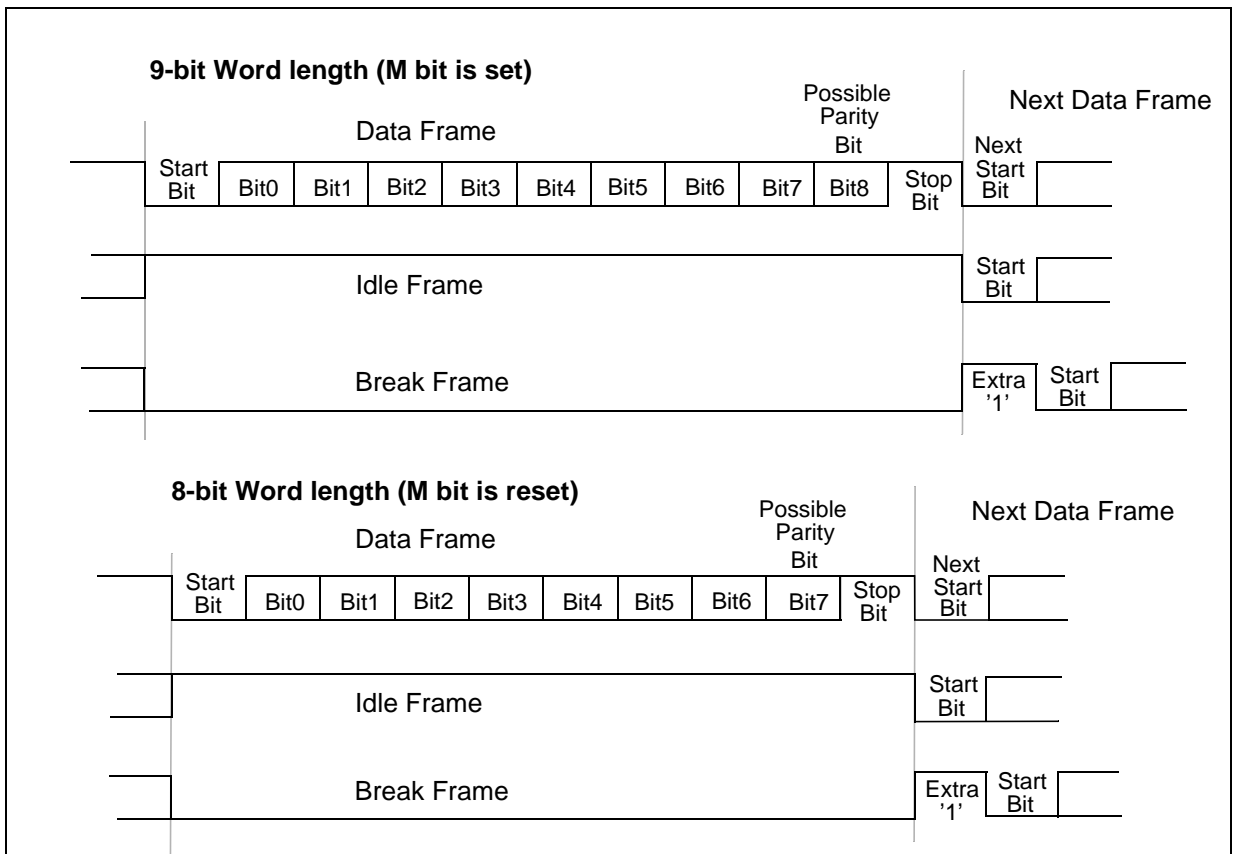 9-bit Word length (M bit is set)
Possible
Parity
Bit
Next Data Frame
Data Frame
Start
Bit
Bit0
Bit1
Bit2
Bit3
Bit4
Bit5
Bit6
Bit7
Bit8
Stop
Bit
Next
Start
Bit
Idle Frame
Start
Bit
Break Frame
Extra
'1'
Start
Bit
8-bit Word length (M bit is reset)
Possible
Parity
Bit
Next Data Frame
Data Frame
Start
Bit
Bit0
Bit1
Bit2
Bit3
Bit4
Bit5
Bit6
Bit7
Stop
Bit
Next
Start
Bit
Idle Frame
Start
Bit
Break Frame
Extra
'1'
Start
Bit